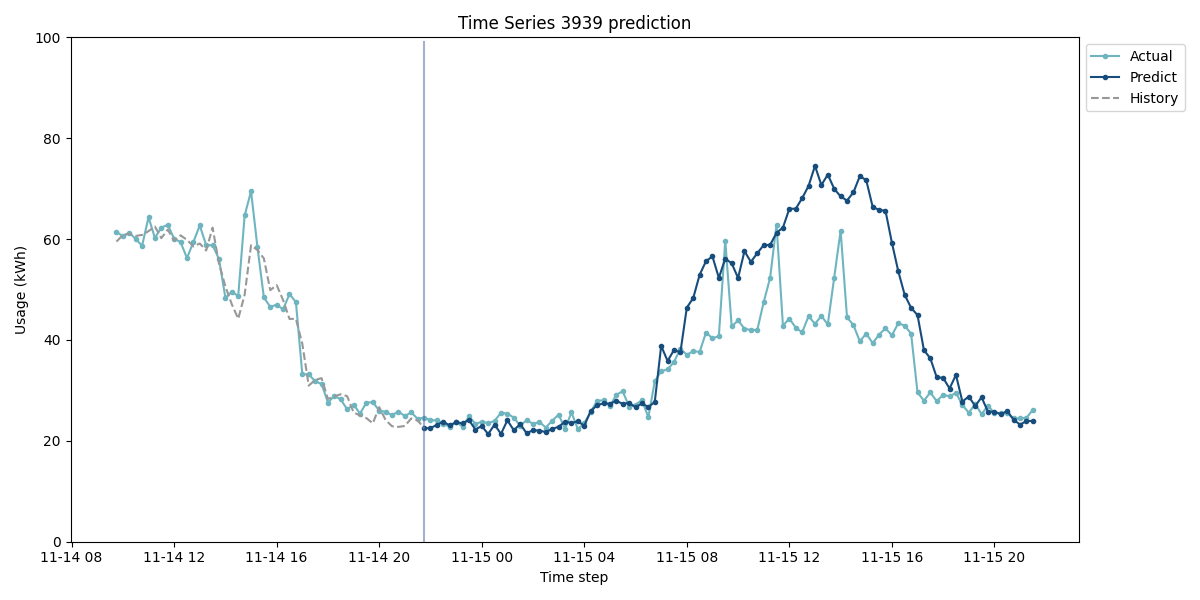 Time Series 3939 prediction
100
80
60
40
20
0
Usage (kWh)
11-14 08
11-14 12
11-14 16
11-14 20
11-15 00
11-15 04
11-15 08
11-15 12
11-15 16
11-15 20
Time step
Actual
Predict
History